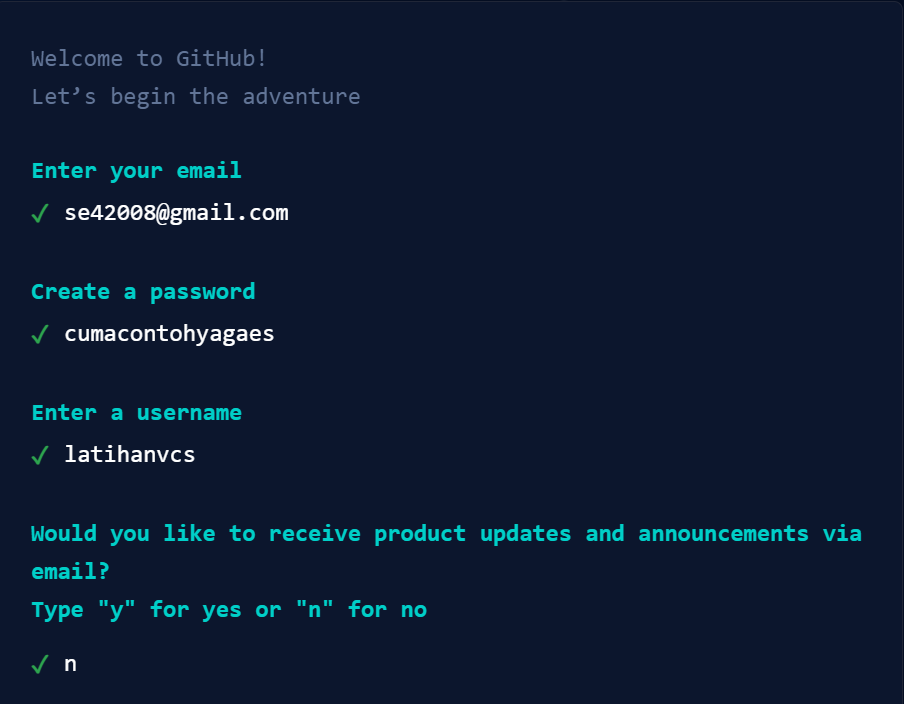 Welcome to GitHub!
Let’s begin the adventure
Enter your email
✓ se42008@gmail.com
Create a password
✓ cumacontohyagaes
Enter a username
✓ latihanvcs
Would you like to receive product updates and announcements via
email?
Type "y" for yes or "n" for no
✓ n